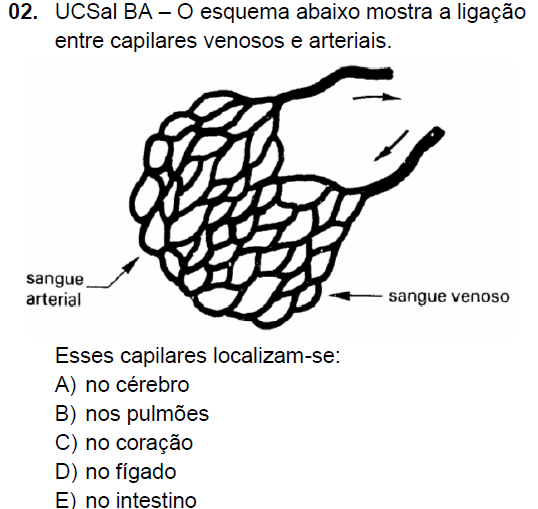 02. UCSal BA – O esquema abaixo mostra a ligação
entre capilares venosos e arteriais.
sangue
arterial
sangue venoso
Esses capilares localizam-se:
A) no cérebro
B) nos pulmões
C) no coração
D) no fígado
E) no intestino